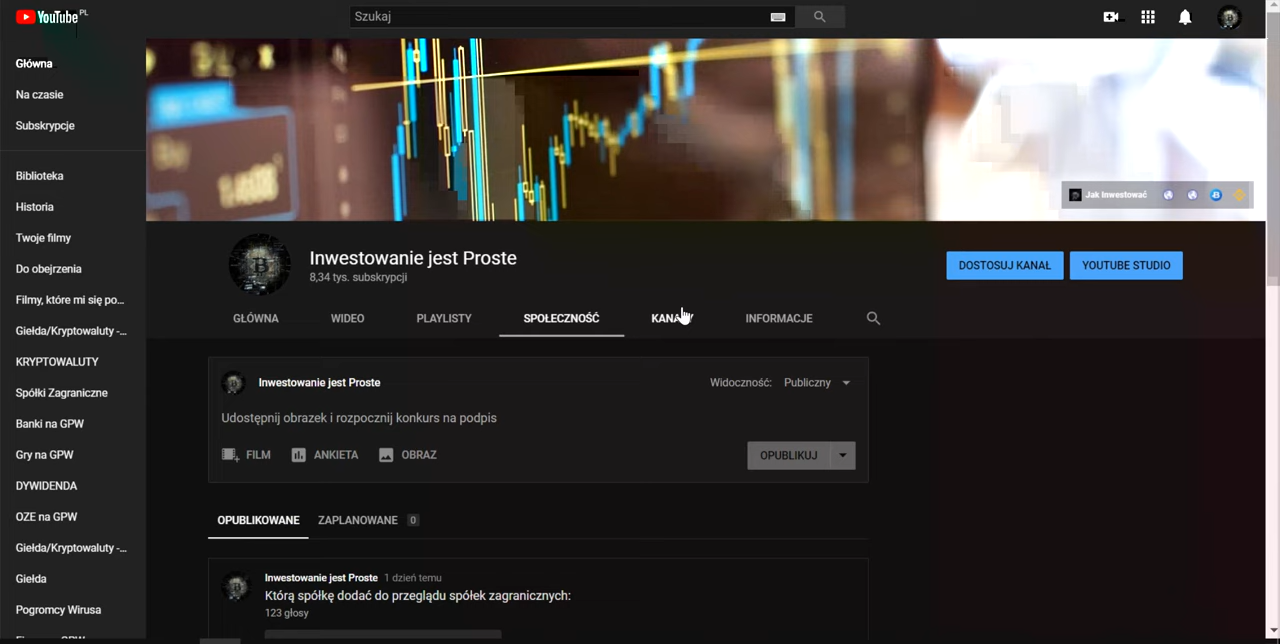 YouTube PL
Szukaj
Główna
Na czasie
Subskrypcje
Biblioteka
Historia
Twoje filmy
Do obejrzenia
Filmy, które mi się po...
Giełda/Kryptowaluty -...
KRYPTOWALUTY
Spółki Zagraniczne
Banki na GPW
Gry na GPW
DYWIDENDA
OZE na GPW
Giełda/Kryptowaluty -...
Giełda
Pogromcy Wirusa
Jak Inwestować
Inwestowanie jest Proste
8,34 tys. subskrypcji
DOSTOSUJ KANAŁ
YOUTUBE STUDIO
GŁÓWNA
WIDEO
PLAYLISTY
SPOŁECZNOŚĆ
KANAŁY
INFORMACJE
Inwestowanie jest Proste
Widoczność: Publiczny
Udostępnij obrazek i rozpocznij konkurs na podpis
FILM
ANKIETA
OBRAZ
OPUBLIKUJ
OPUBLIKOWANE
ZAPLANOWANE 0
Inwestowanie jest Proste 1 dzień temu
Którą spółkę dodać do przeglądu spółek zagranicznych:
123 głosy